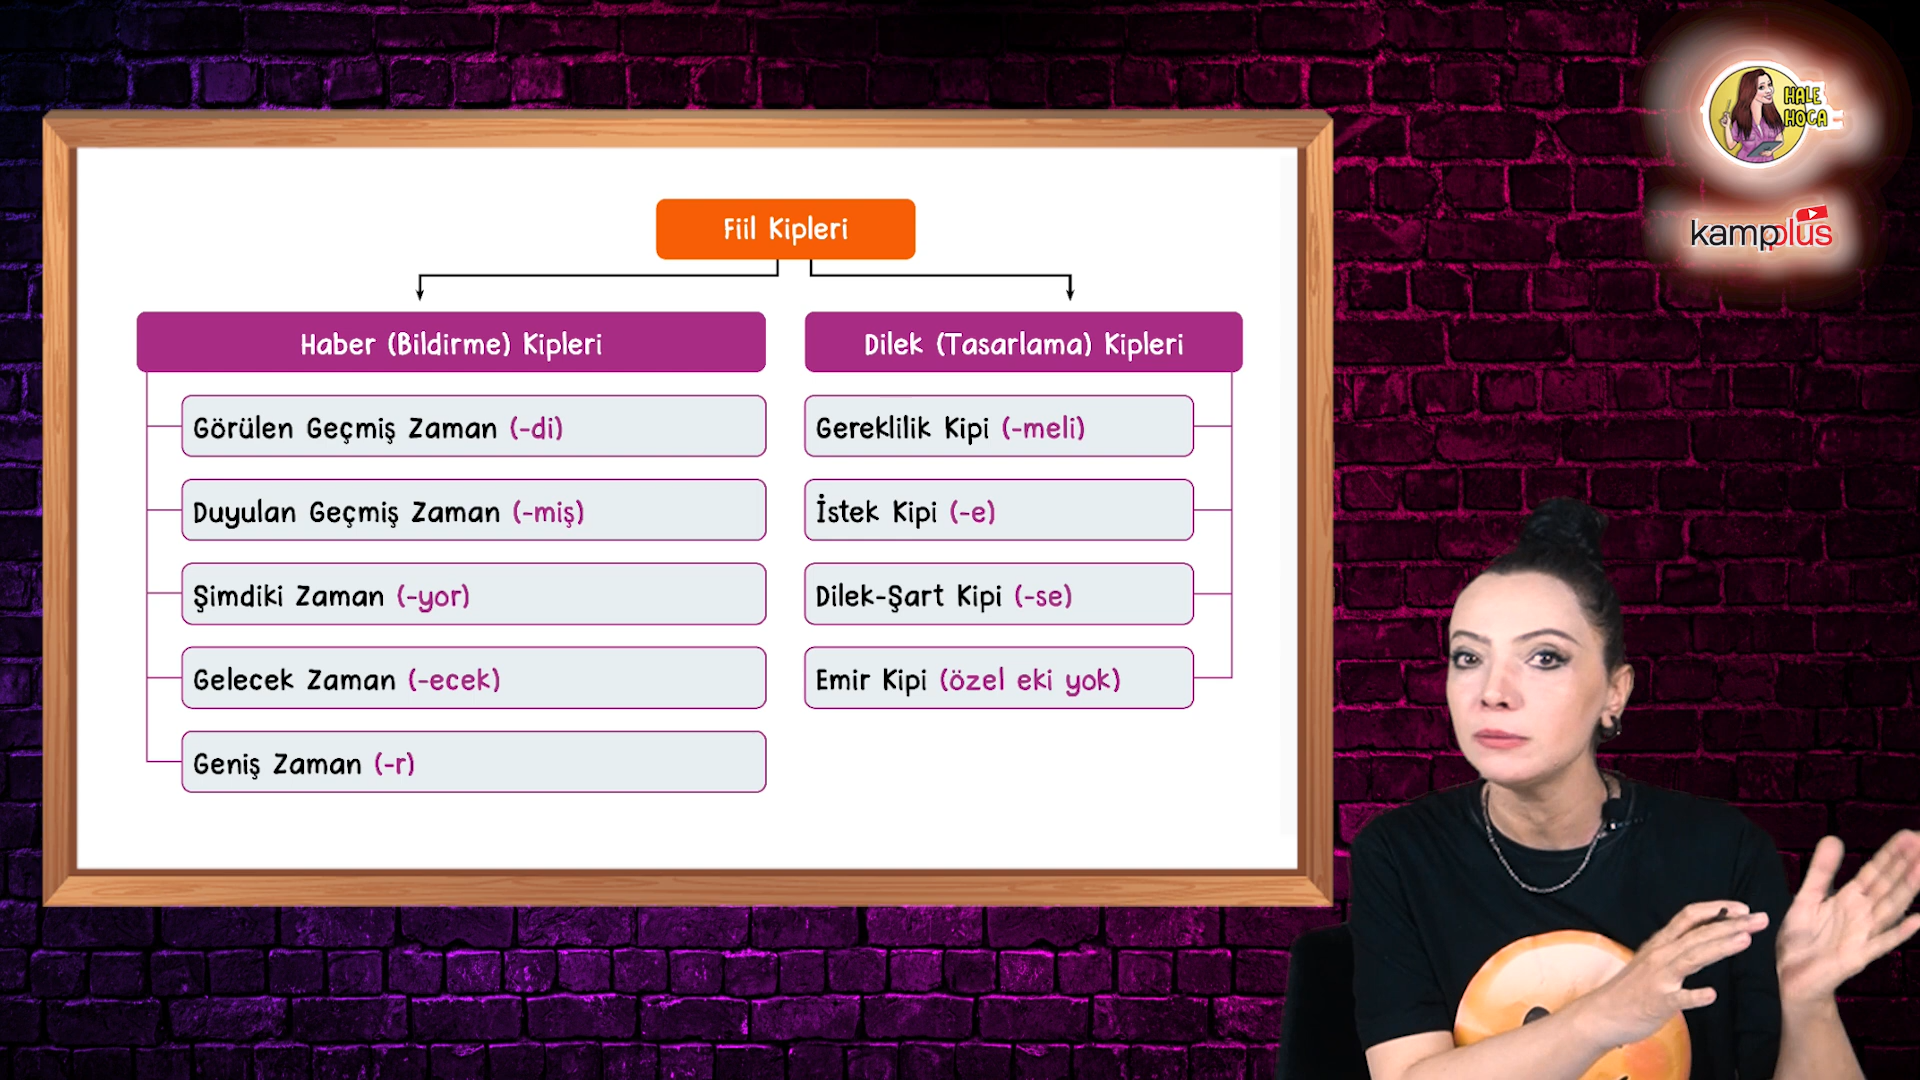 Fiil Kipleri
Haber (Bildirme) Kipleri
Görülen Geçmiş Zaman (-di)
Duyulan Geçmiş Zaman (-miş)
Şimdiki Zaman (-yor)
Gelecek Zaman (-ecek)
Geniş Zaman (-r)
Dilek (Tasarlama) Kipleri
Gereklilik Kipi (-meli)
İstek Kipi (-e)
Dilek-Şart Kipi (-se)
Emir Kipi (özel eki yok)
HALE
HOCA
kampplus